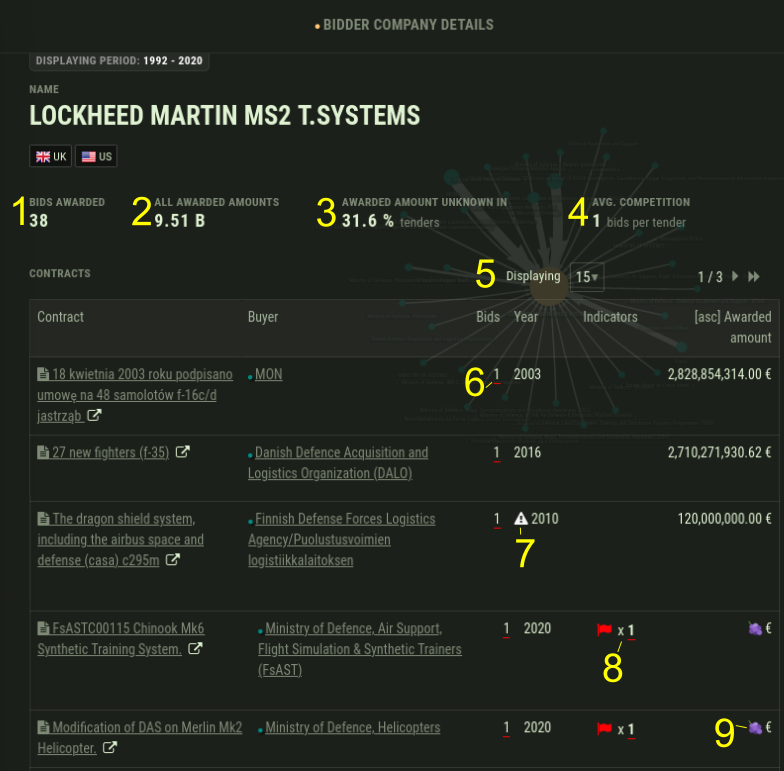 BIDDER COMPANY DETAILS
DISPLAYING PERIOD: 1992 - 2020
NAME
LOCKHEED MARTIN MS2 T.SYSTEMS
UK US
1 BIDS AWARDED 38
2 ALL AWARDED AMOUNTS 9.51 B
3 AWARDED AMOUNT UNKNOWN IN 31.6 % tenders
4 AVG. COMPETITION 1 bids per tender
CONTRACTS
5 Displaying 15 1 / 3
Contract Buyer Bids Year Indicators [asc] Awarded
amount
18 kwietnia 2003 roku podpisano MON 1 2003 2,828,854,314.00 €
umowę na 48 samolotów f-16c/d 6
jastrząb
27 new fighters (f-35) Danish Defence Acquisition and 1 2016 2,710,271,930.62 €
Logistics Organization (DALO)
The dragon shield system, Finnish Defense Forces Logistics 1 2010 120,000,000.00 €
including the airbus space and Agency/Puolustusvoimien 7
defense (casa) c295m logistiikkalaitoksen
FsASTC00115 Chinook Mk6 Ministry of Defence, Air Support, 1 2020 x 1 €
Synthetic Training System. Flight Simulation & Synthetic Trainers 8
(FsAST)
Modification of DAS on Merlin Mk2 Ministry of Defence, Helicopters 1 2020 x 1 9 €
Helicopter.